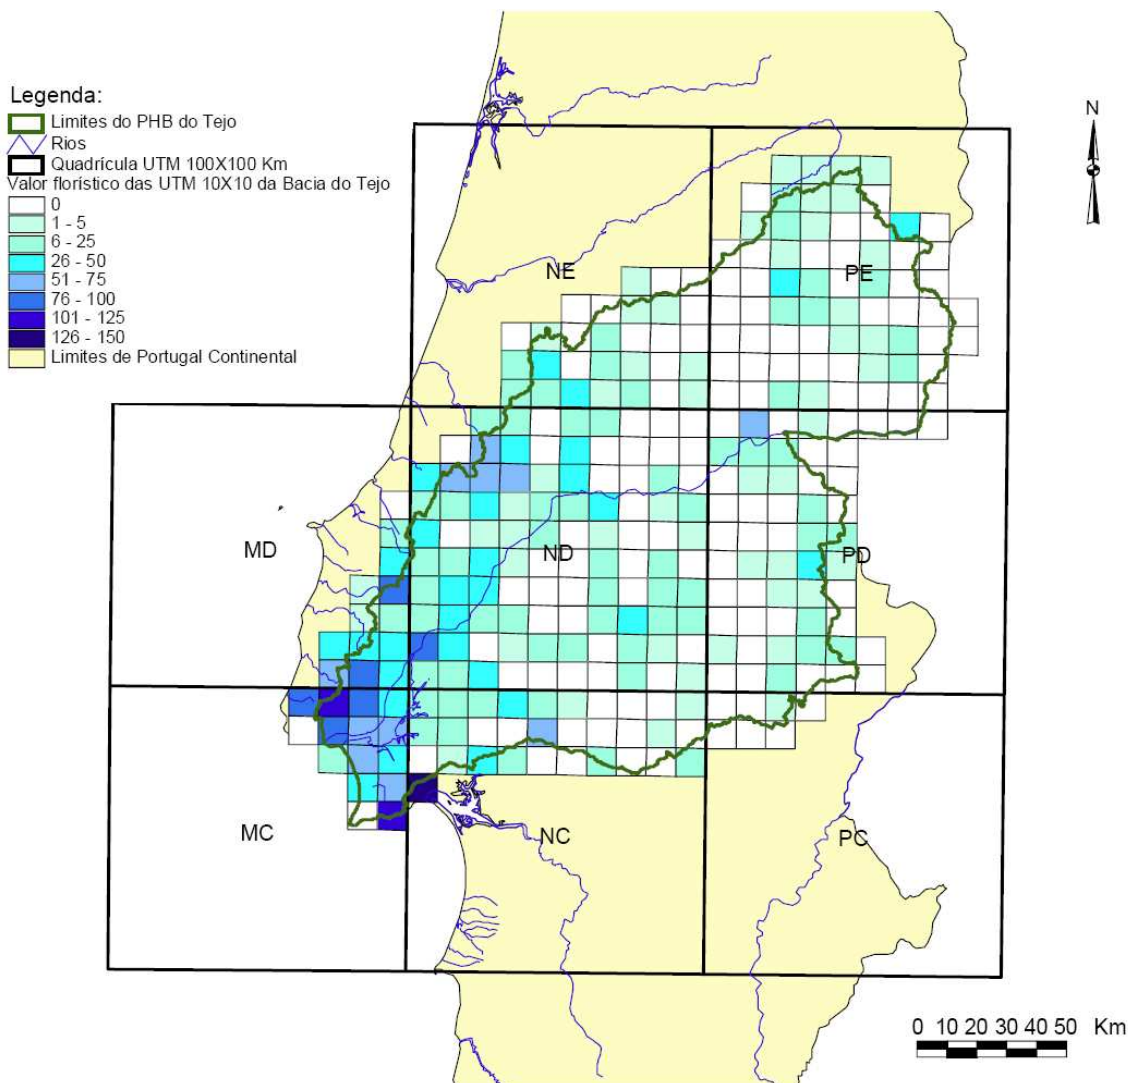 Legenda:
Limites do PHB do Tejo
Rios
Quadrícula UTM 100X100 Km
Valor florístico das UTM 10X10 da Bacia do Tejo
0
1 - 5
6 - 25
26 - 50
51 - 75
76 - 100
101 - 125
126 - 150
Limites de Portugal Continental
N
NE
PE
MD
ND
PD
MC
NC
PC
0 10 20 30 40 50 Km